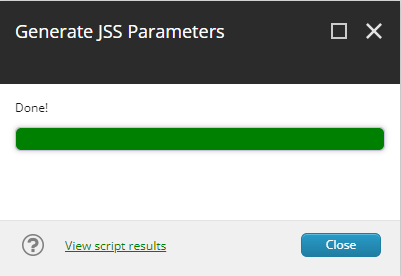 Generate JSS Parameters
Done!
?
View script results
Close